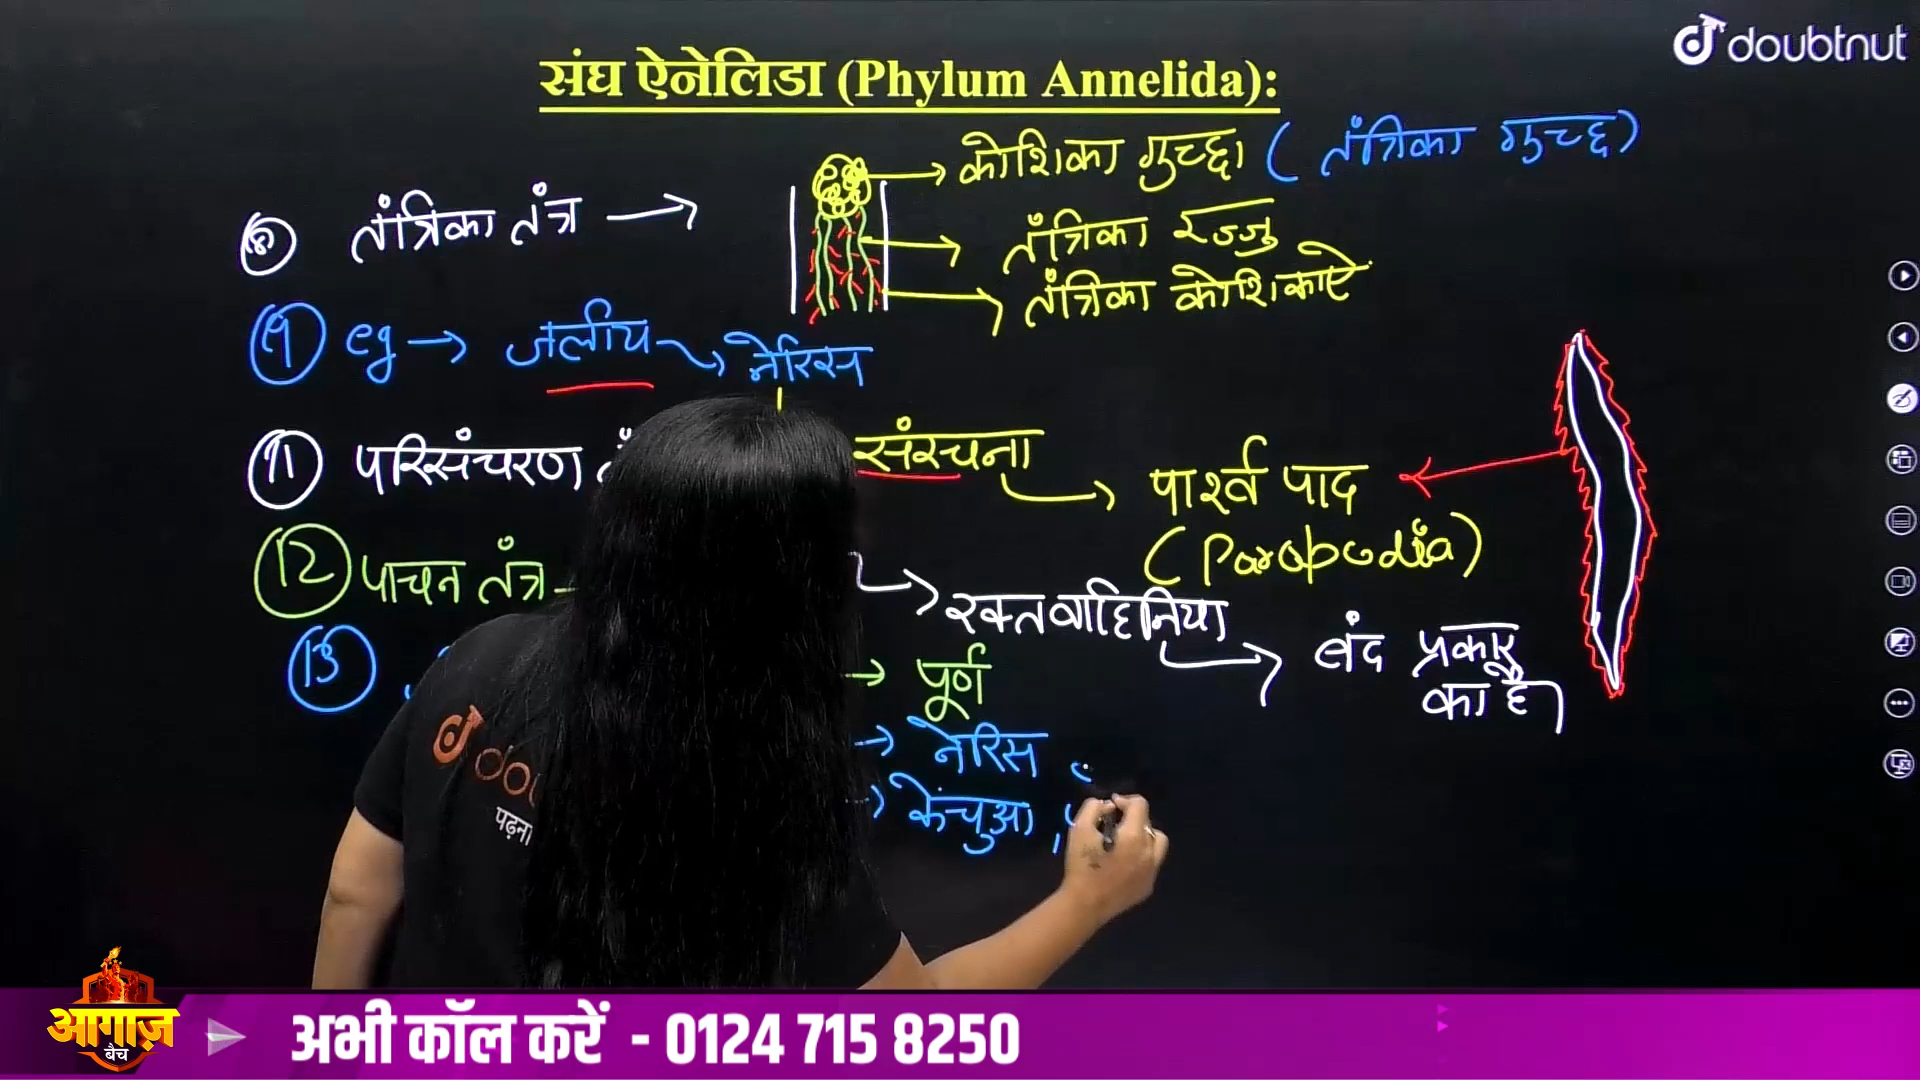 doubtnut
संघ ऐनेलिडा (Phylum Annelida):
कोशिका गुच्छा (तंत्रिका गुच्छ)
⑩ तंत्रिका तंत्र →
तंत्रिका रज्जु
तंत्रिका कोशिकाऐ
eg → जलीय → नेरिस
⑪ परिसंचरण
संरचना → पार्श्व पाद
(Parapodia)
⑫ पाचन तंत्र
→ रक्तवाहिनिया → बंद प्रकार
का है।
⑬
→ पूर्ण
→ नेरिस
→ केंचुआ ,
पढ़ना
आगाज़
बैच
अभी कॉल करें - 0124 715 8250